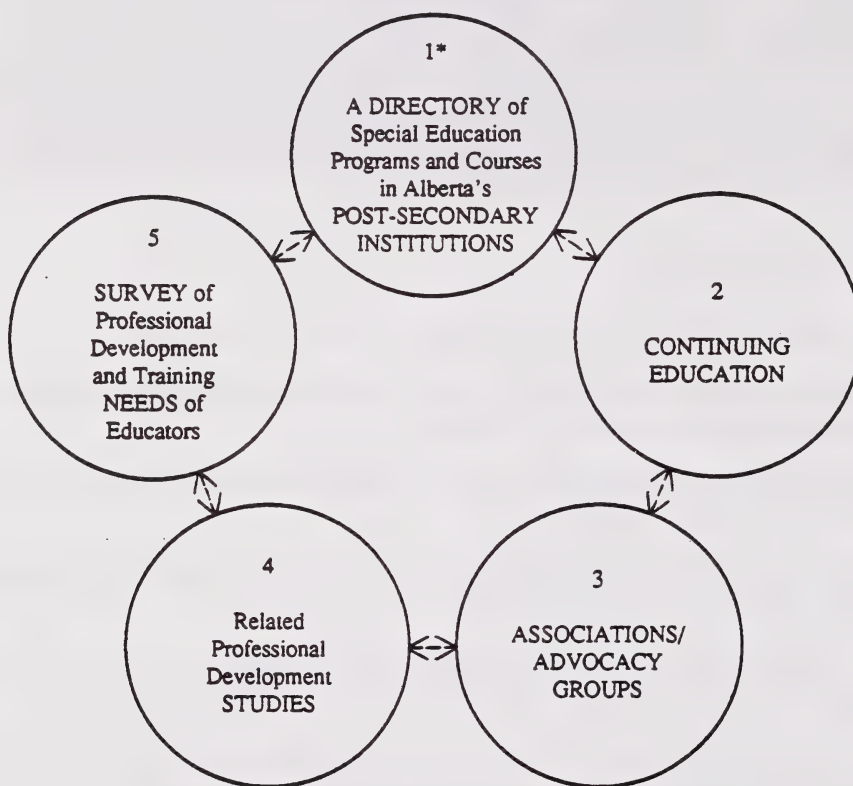 1*
A DIRECTORY of
Special Education
Programs and Courses
in Alberta's
POST-SECONDARY
INSTITUTIONS
2
CONTINUING
EDUCATION
3
ASSOCIATIONS/
ADVOCACY
GROUPS
4
Related
Professional
Development
STUDIES
5
SURVEY of
Professional
Development
and Training
NEEDS of
Educators